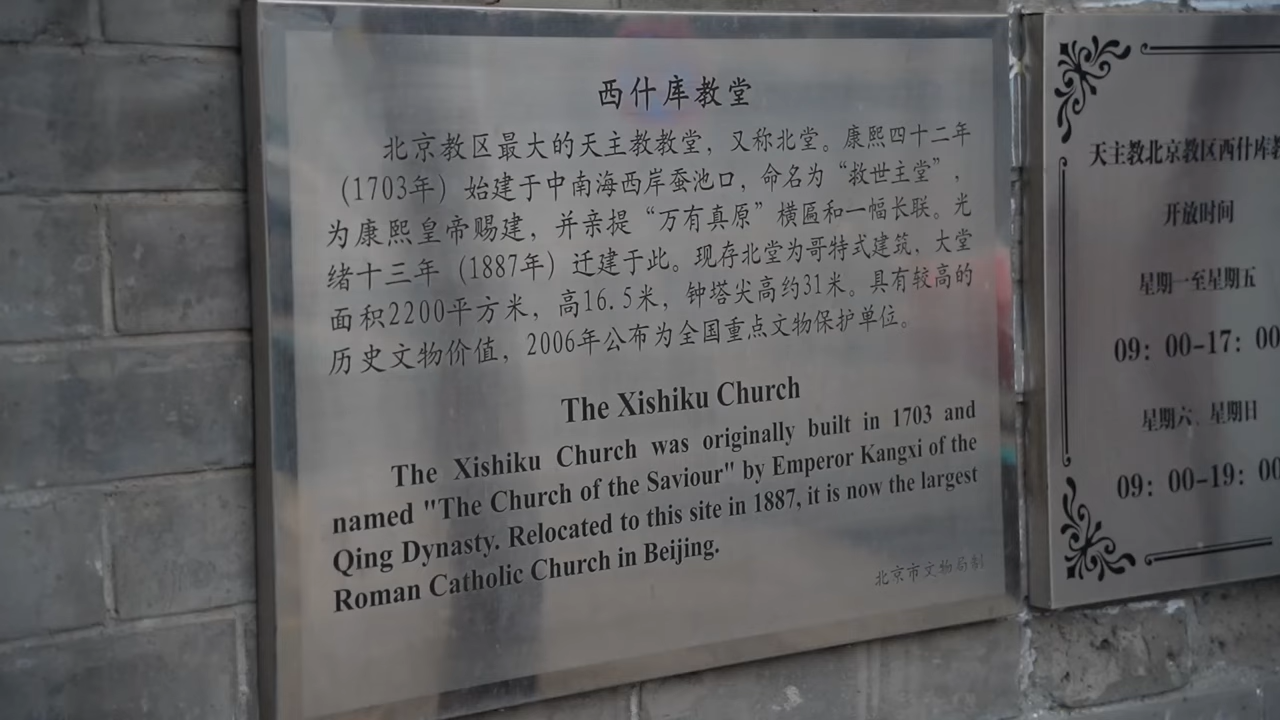 西什库教堂
北京教区最大的天主教教堂，又称北堂。康熙四十二年
（1703年）始建于中南海西岸蚕池口，命名为“救世主堂”，
为康熙皇帝赐建，并亲提“万有真原”横匾和一幅长联。光
绪十三年（1887年）迁建于此。现存北堂为哥特式建筑，大堂
面积2200平方米，高16.5米，钟塔尖高约31米。具有较高的
历史文物价值，2006年公布为全国重点文物保护单位。
The Xishiku Church
The Xishiku Church was originally built in 1703 and
named "The Church of the Saviour" by Emperor Kangxi of the
Qing Dynasty. Relocated to this site in 1887, it is now the largest
Roman Catholic Church in Beijing.
北京市文物局制
天主教北京教区西什库教
开放时间
星期一至星期五
09：00-17：00
星期六、星期日
09：00-19：00